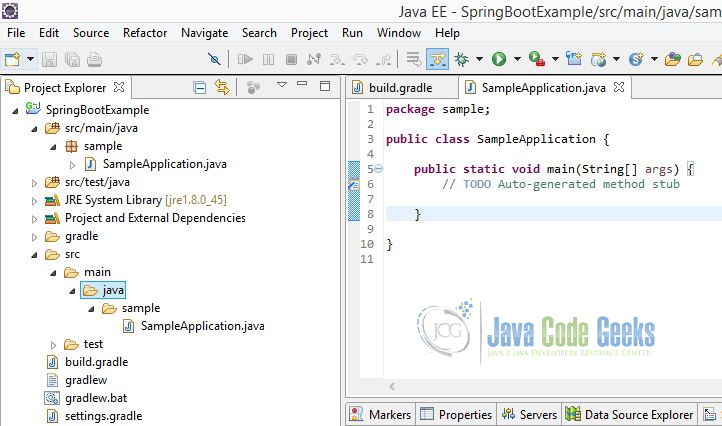 Java EE - SpringBootExample/src/main/java/sam
File Edit Source Refactor Navigate Search Project Run Window Help
Project Explorer
SpringBootExample
src/main/java
sample
SampleApplication.java
src/test/java
JRE System Library [jre1.8.0_45]
Project and External Dependencies
gradle
src
main
java
sample
SampleApplication.java
test
build.gradle
gradlew
gradlew.bat
settings.gradle
build.gradle SampleApplication.java
1 package sample;
2
3 public class SampleApplication {
4
5 public static void main(String[] args) {
6 // TODO Auto-generated method stub
7
8 }
9
10 }
11
JCG Java Code Geeks
Java 2 Java Developers Resource Center
Markers Properties Servers Data Source Explorer